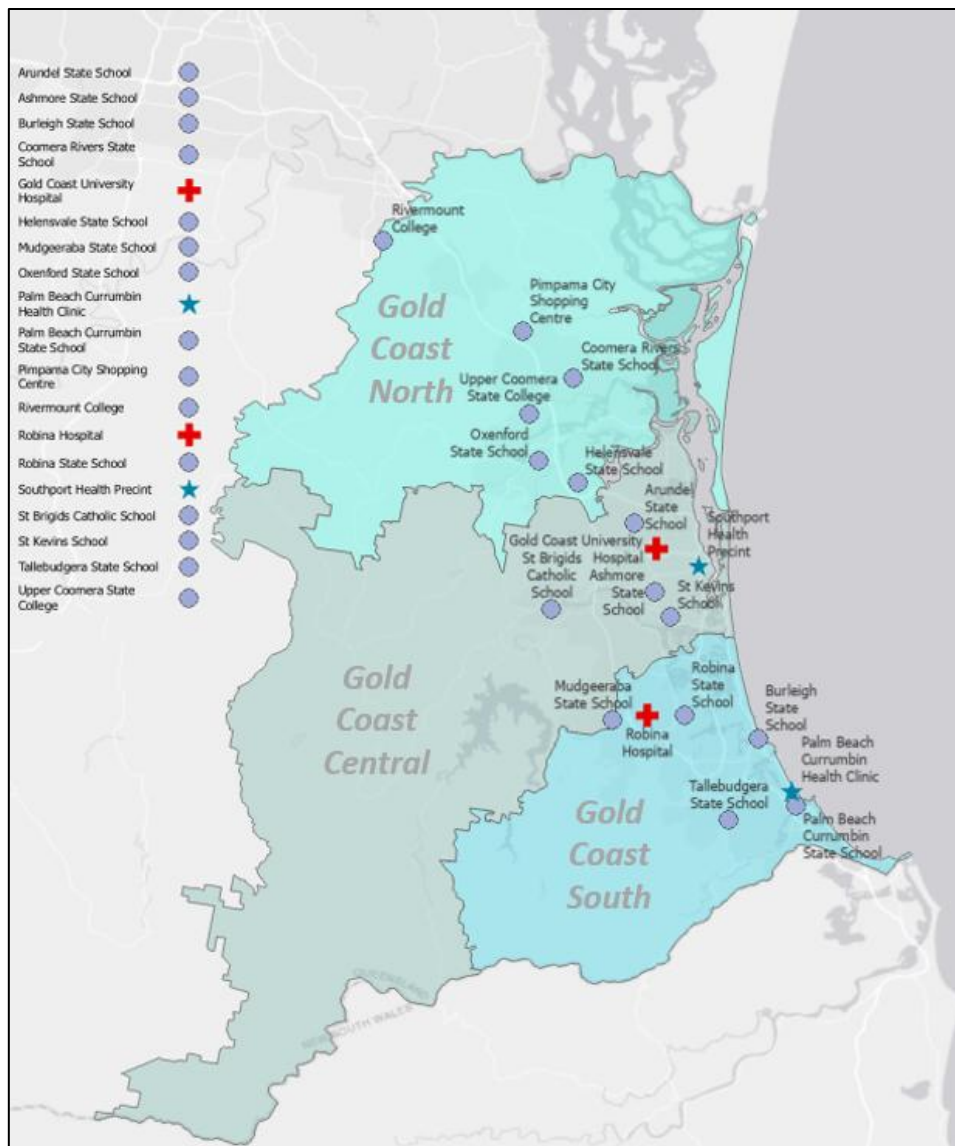 Arundel State School
Ashmore State School
Burleigh State School
Coomera Rivers State
School
Gold Coast University
Hospital
Helensvale State School
Mudgeeraba State School
Oxenford State School
Palm Beach Currumbin
Health Clinic
Palm Beach Currumbin
State School
Pimpama City Shopping
Centre
Rivermount College
Robina Hospital
Robina State School
Southport Health Precint
St Brigids Catholic School
St Kevins School
Tallebudgera State School
Upper Coomera State
College
Rivermount
College
Gold
Coast
North
Pimpama City
Shopping
Centre
Coomera Rivers
State School
Upper Coomera
State College
Oxenford
State School
Helensvale
State School
Arundel
State
School
Southport
Health
Precint
Gold Coast University
Hospital
St Brigids
Catholic
School
Ashmore
State
School
St Kevins
School
Gold
Coast
Central
Mudgeeraba
State School
Robina
Hospital
Robina
State
School
Burleigh
State
School
Palm Beach
Currumbin
Health Clinic
Tallebudgera
State School
Palm Beach
Currumbin
State School
Gold
Coast
South
QUEENSLAND
NEW SOUTH WALES